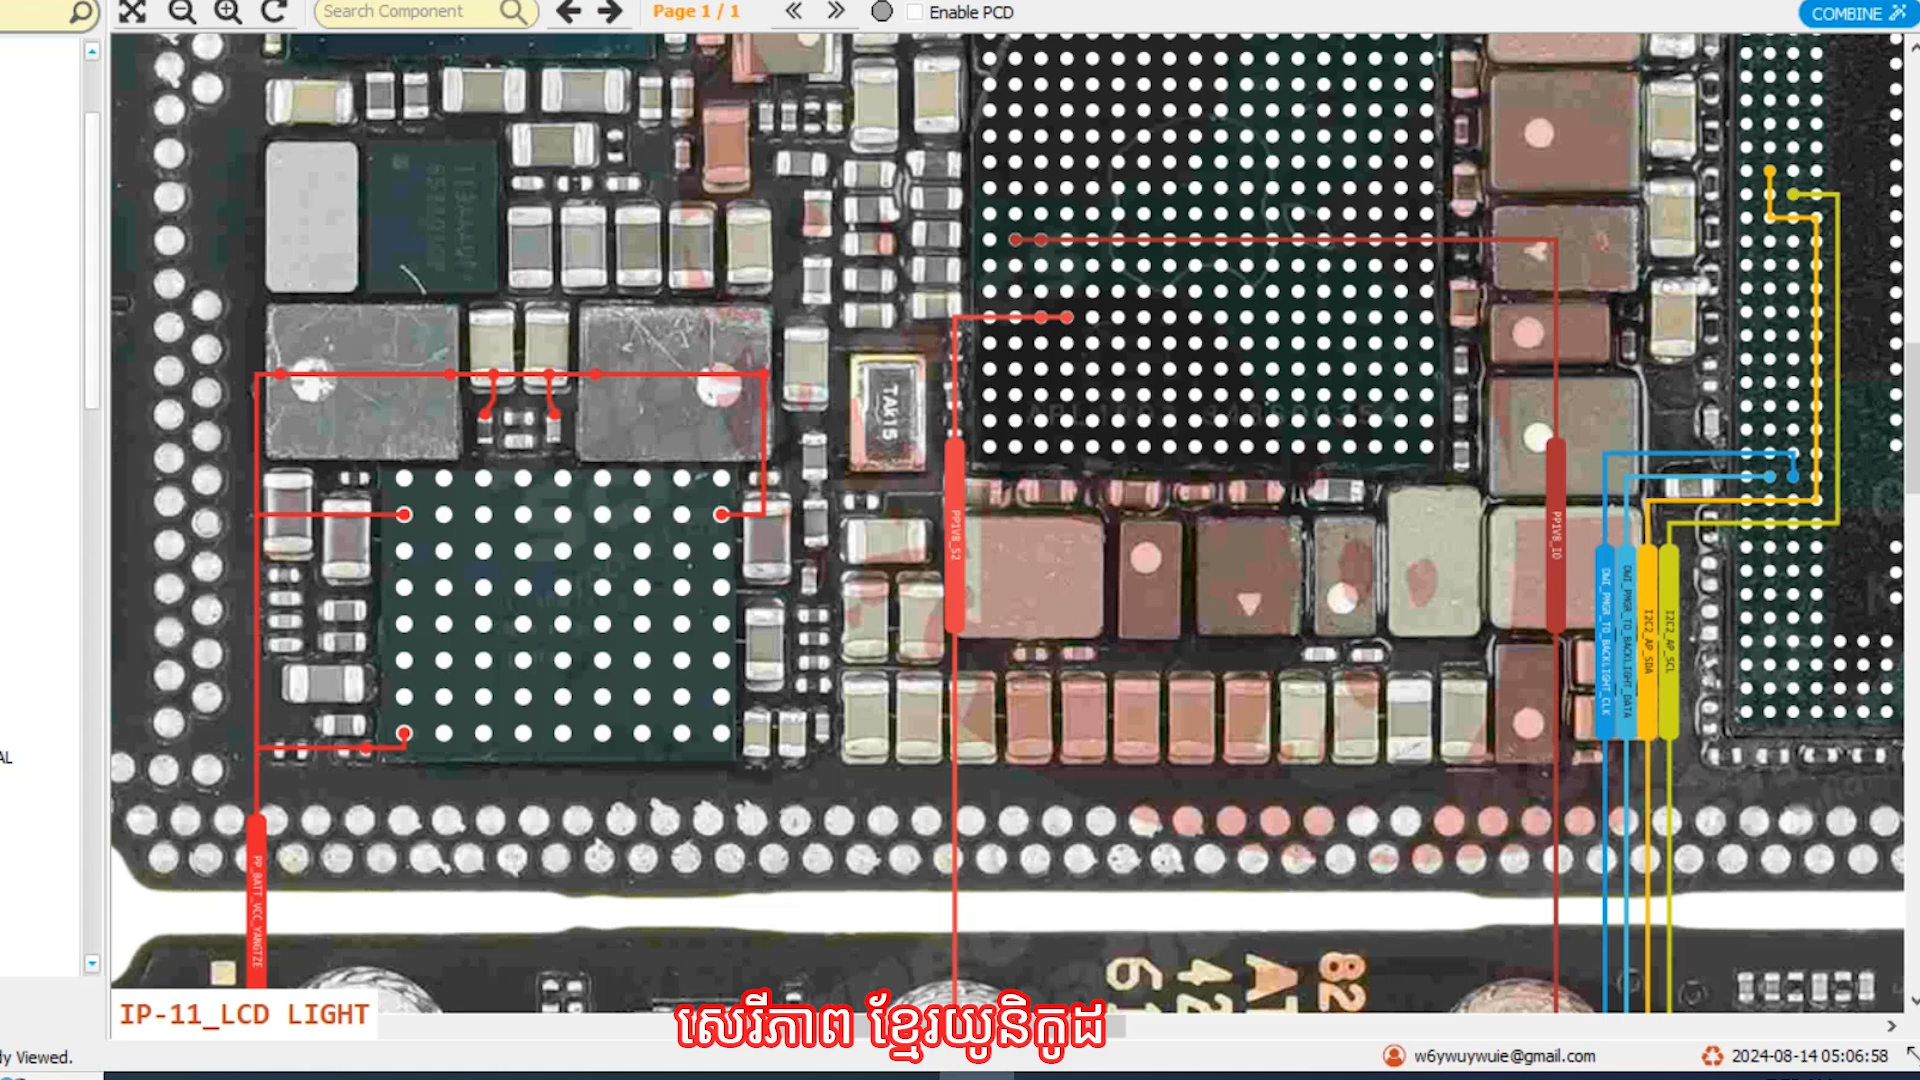 Search Component
Page 1 / 1
Enable PCD
COMBINE
TAK15
PP1V8_S2
PP1V8_IO
DWI_PMGR_TO_BACKLIGHT_CLK
DWI_PMGR_TO_BACKLIGHT_DATA
I2C2_AP_SDA
I2C2_AP_SCL
AL
PP_BATT_VCC_YANGTZE
IP-11_LCD LIGHT
សេរីភាព ខ្មែរយូនិកូដ
dy Viewed.
w6ywuywuie@gmail.com
2024-08-14 05:06:58